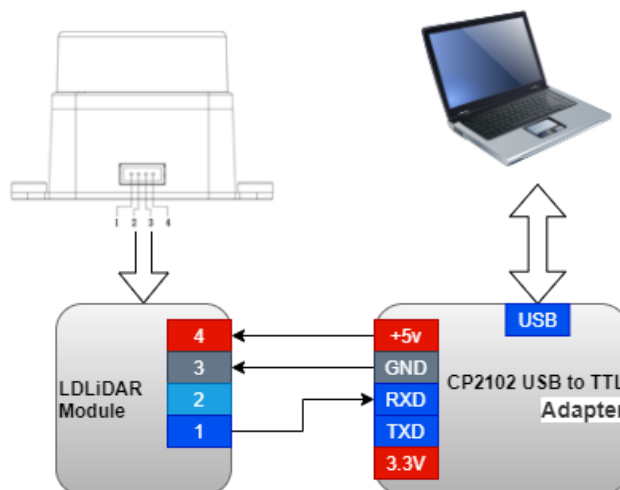 1 2 3 4
USB
4
3
2
1
LDLiDAR
Module
+5v
GND
RXD
TXD
3.3V
CP2102 USB to TTL
Adapter